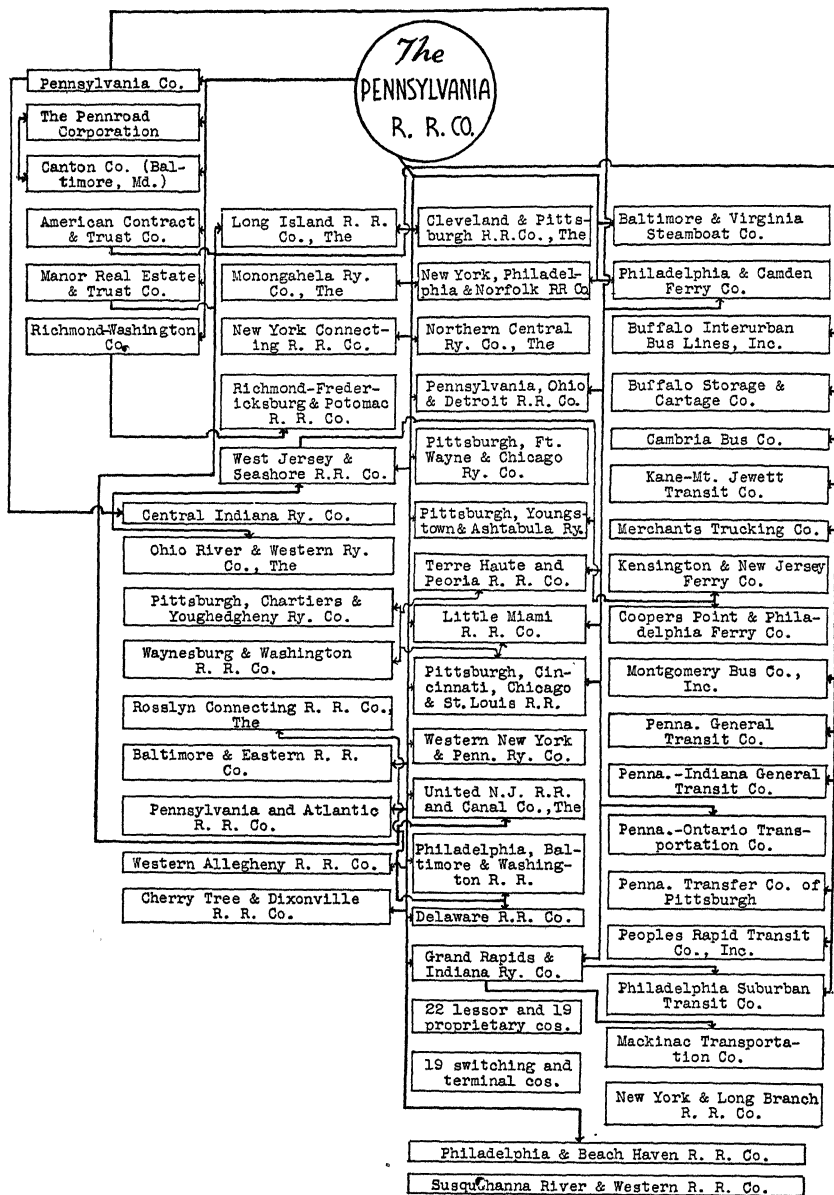 The
PENNSYLVANIA
R. R. CO.
Pennsylvania Co.
The Pennroad
Corporation
Canton Co. (Bal-
timore, Md.)
American Contract
& Trust Co.
Manor Real Estate
& Trust Co.
Richmond-Washington
Co.
Long Island R. R.
Co., The
Monongahela Ry.
Co., The
New York Connect-
ing R. R. Co.
Richmond-Freder-
icksburg & Potomac
R. R. Co.
West Jersey &
Seashore R.R. Co.
Central Indiana Ry. Co.
Ohio River & Western Ry.
Co., The
Pittsburgh, Chartiers &
Youghedgheny Ry. Co.
Waynesburg & Washington
R. R. Co.
Rosslyn Connecting R. R. Co.,
The
Baltimore & Eastern R. R.
Co.
Pennsylvania and Atlantic
R. R. Co.
Western Allegheny R. R. Co.
Cherry Tree & Dixonville
R. R. Co.
Cleveland & Pitts-
burgh R.R.Co., The
New York, Philadel-
phia & Norfolk RR Co
Northern Central
Ry. Co., The
Pennsylvania, Ohio
& Detroit R.R. Co.
Pittsburgh, Ft.
Wayne & Chicago
Ry. Co.
Pittsburgh, Youngs-
town & Ashtabula Ry.
Terre Haute and
Peoria R. R. Co.
Little Miami
R. R. Co.
Pittsburgh, Cin-
cinnati, Chicago
& St. Louis R.R.
Western New York
& Penn. Ry. Co.
United N.J. R.R.
and Canal Co., The
Philadelphia, Bal-
timore & Washing-
ton R. R.
Delaware R.R. Co.
Grand Rapids &
Indiana Ry. Co.
22 lessor and 19
proprietary cos.
19 switching and
terminal cos.
Baltimore & Virginia
Steamboat Co.
Philadelphia & Camden
Ferry Co.
Buffalo Interurban
Bus Lines, Inc.
Buffalo Storage &
Cartage Co.
Cambria Bus Co.
Kane-Mt. Jewett
Transit Co.
Merchants Trucking Co.
Kensington & New Jersey
Ferry Co.
Coopers Point & Phila-
delphia Ferry Co.
Montgomery Bus Co.,
Inc.
Penna. General
Transit Co.
Penna.-Indiana General
Transit Co.
Penna.-Ontario Trans-
portation Co.
Penna. Transfer Co. of
Pittsburgh
Peoples Rapid Transit
Co., Inc.
Philadelphia Suburban
Transit Co.
Mackinac Transporta-
tion Co.
New York & Long Branch
R. R. Co.
Philadelphia & Beach Haven R. R. Co.
Susquehanna River & Western R. R. Co.